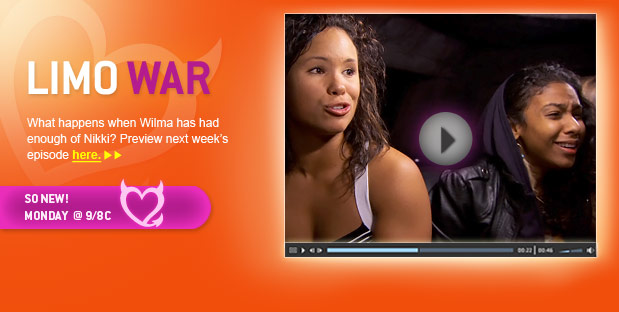 LIMO WAR
What happens when Wilma has had
enough of Nikki? Preview next week's
episode here.
SO NEW!
MONDAY @ 9/8C
00:22 00:46